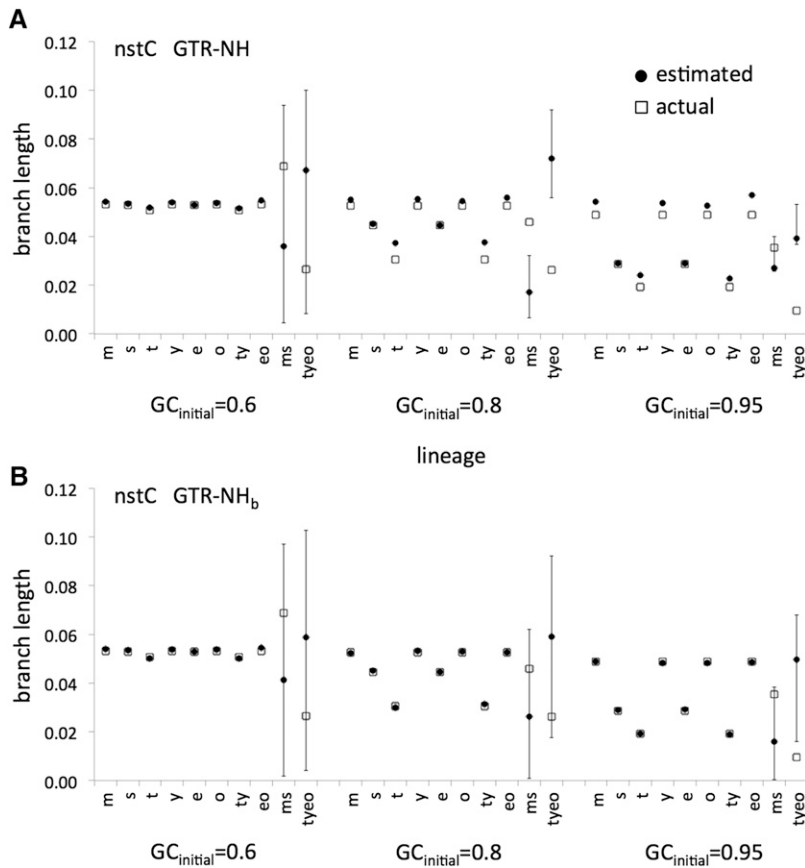 A
nstC GTR-NH
estimated
actual
branch length
0.12
0.10
0.08
0.06
0.04
0.02
0.00
m s t y e o ty eo ms tyeo
m s t y e o ty eo ms tyeo
m s t y e o ty eo ms tyeo
GCinitial=0.6 GCinitial=0.8 GCinitial=0.95
lineage
B
nstC GTR-NHb
branch length
0.12
0.10
0.08
0.06
0.04
0.02
0.00
m s t y e o ty eo ms tyeo
m s t y e o ty eo ms tyeo
m s t y e o ty eo ms tyeo
GCinitial=0.6 GCinitial=0.8 GCinitial=0.95